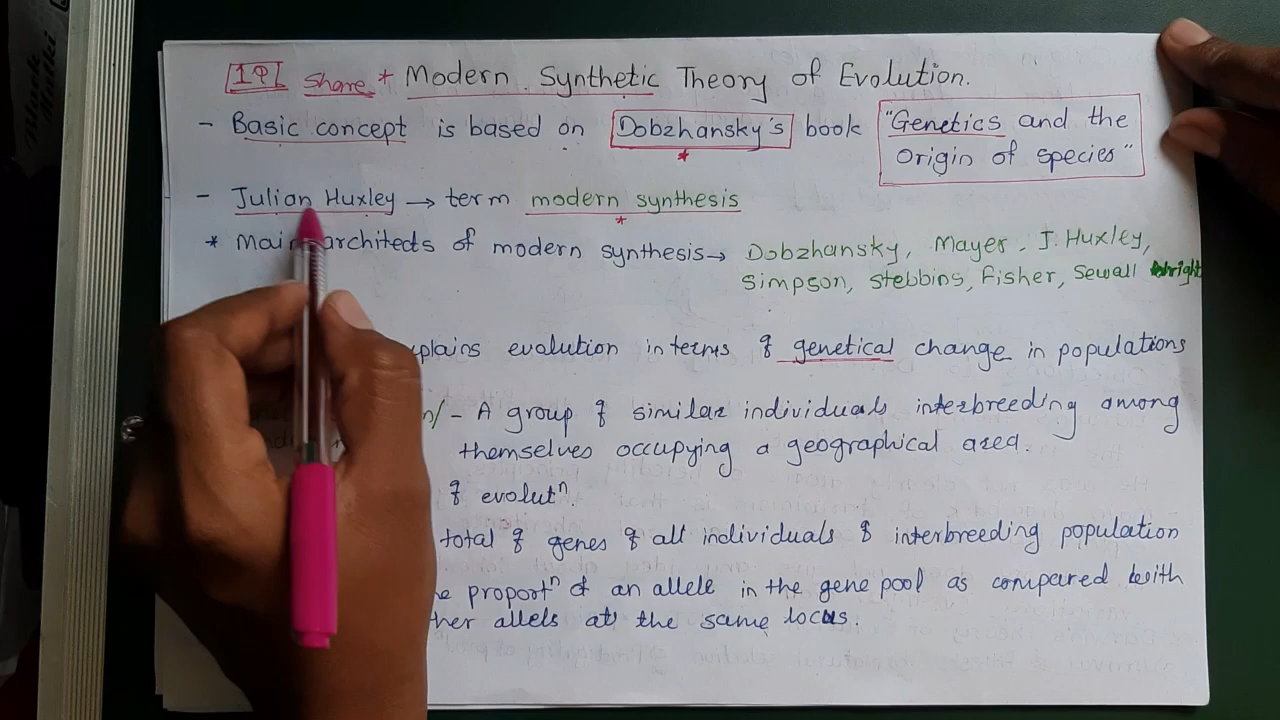 1Q Share * Modern Synthetic Theory of Evolution.
- Basic concept is based on Dobzhansky's book "Genetics and the
Origin of species"
- Julian Huxley → term modern synthesis
* Main architects of modern synthesis → Dobzhansky, Mayer, J. Huxley,
Simpson, stebbins, fisher, Sewall
plains evolution in terms of genetical change in populations
n/ - A group of similar individuals interbreeding among
themselves occupying a geographical area.
of evolutⁿ.
total of genes of all individuals of interbreeding population
proportⁿ of an allele in the gene pool as compared with
her allels at the same locus.